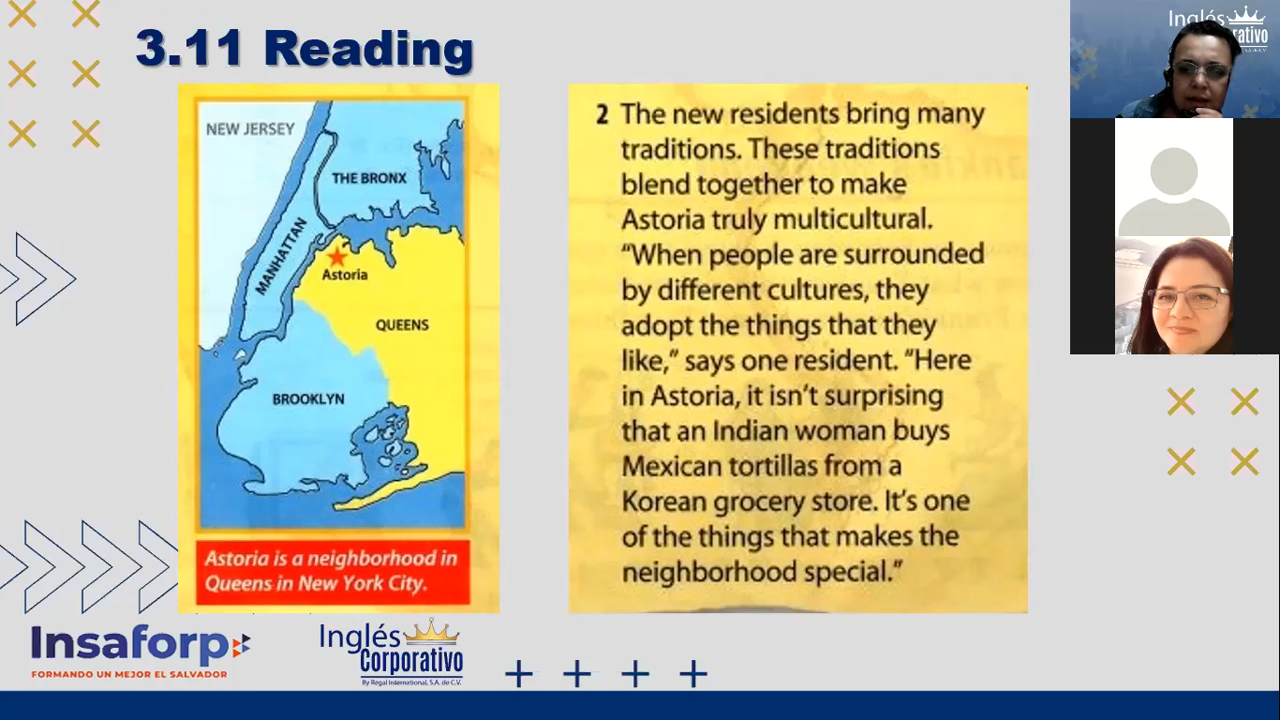 3.11 Reading
NEW JERSEY
THE BRONX
MANHATTAN
Astoria
QUEENS
BROOKLYN
Astoria is a neighborhood in
Queens in New York City.
2 The new residents bring many
traditions. These traditions
blend together to make
Astoria truly multicultural.
“When people are surrounded
by different cultures, they
adopt the things that they
like,” says one resident. “Here
in Astoria, it isn’t surprising
that an Indian woman buys
Mexican tortillas from a
Korean grocery store. It’s one
of the things that makes the
neighborhood special.”
Insaforp
FORMANDO UN MEJOR EL SALVADOR
Inglés
Corporativo
By Regal International, S.A. de C.V.
Inglés
rativo